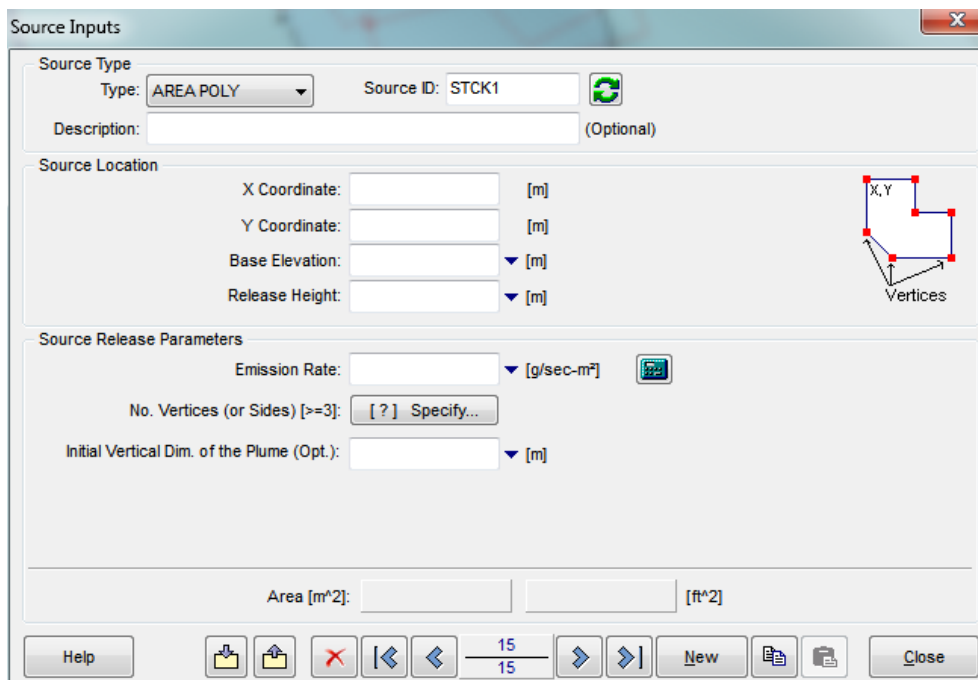 Source Inputs
X
Source Type
Type: AREA POLY Source ID: STCK1
Description: (Optional)
Source Location
X Coordinate: [m]
Y Coordinate: [m]
Base Elevation: [m]
Release Height: [m]
X,Y
Vertices
Source Release Parameters
Emission Rate: [g/sec-m²]
No. Vertices (or Sides) [>=3]: [ ? ] Specify...
Initial Vertical Dim. of the Plume (Opt.): [m]
Area [m^2]: [ft^2]
Help 15 New Close
15